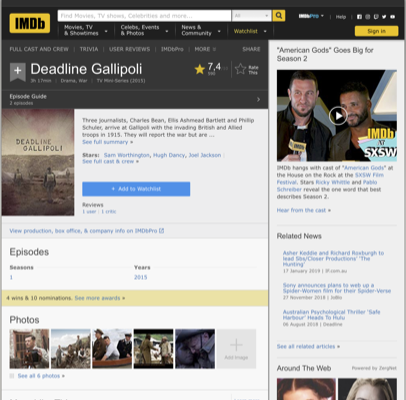 IMDb
Find Movies, TV shows, Celebrities and more...
All
IMDbPro
Help
Movies, TV
& Showtimes
Celebs, Events
& Photos
News &
Community
Watchlist
Sign in
FULL CAST AND CREW | TRIVIA | USER REVIEWS | IMDbPro | MORE
SHARE
Deadline Gallipoli
3h 17min | Drama, War | TV Mini-Series (2015)
7,4
Rate
This
Episode Guide
2 episodes
DEADLINE
GALLIPOLI
Three journalists, Charles Bean, Ellis Ashmead Bartlett and Phillip
Schuler, arrive at Gallipoli with the invading British and Allied
troops in 1915. They will report the war but are ...
See full summary »
Stars: Sam Worthington, Hugh Dancy, Joel Jackson
See full cast & crew »
+ Add to Watchlist
Reviews
1 user | 1 critic
View production, box office, & company info on IMDbPro
Episodes
Seasons
Years
1
2015
4 wins & 10 nominations. See more awards »
Photos
Add Image
See all 6 photos »
"American Gods" Goes Big for
Season 2
IMDb
AT
SXSW
IMDb hangs with cast of "American Gods" at
the House on the Rock at the SXSW Film
Festival. Stars Ricky Whittle and Pablo
Schreiber reveal the one word that best
describes Season 2.
Hear from the cast »
Related News
Asher Keddie and Richard Roxburgh to
lead Sbs/Closer Productions' 'The
Hunting'
17 January 2019 | IF.com.au
Sony announces plans to web up a
Spider-Women film for their Spider-Verse
27 November 2018 | JoBlo
Australian Psychological Thriller 'Safe
Harbour' Heads To Hulu
06 August 2018 | Deadline
See all related articles »
Around The Web
Powered by ZergNet